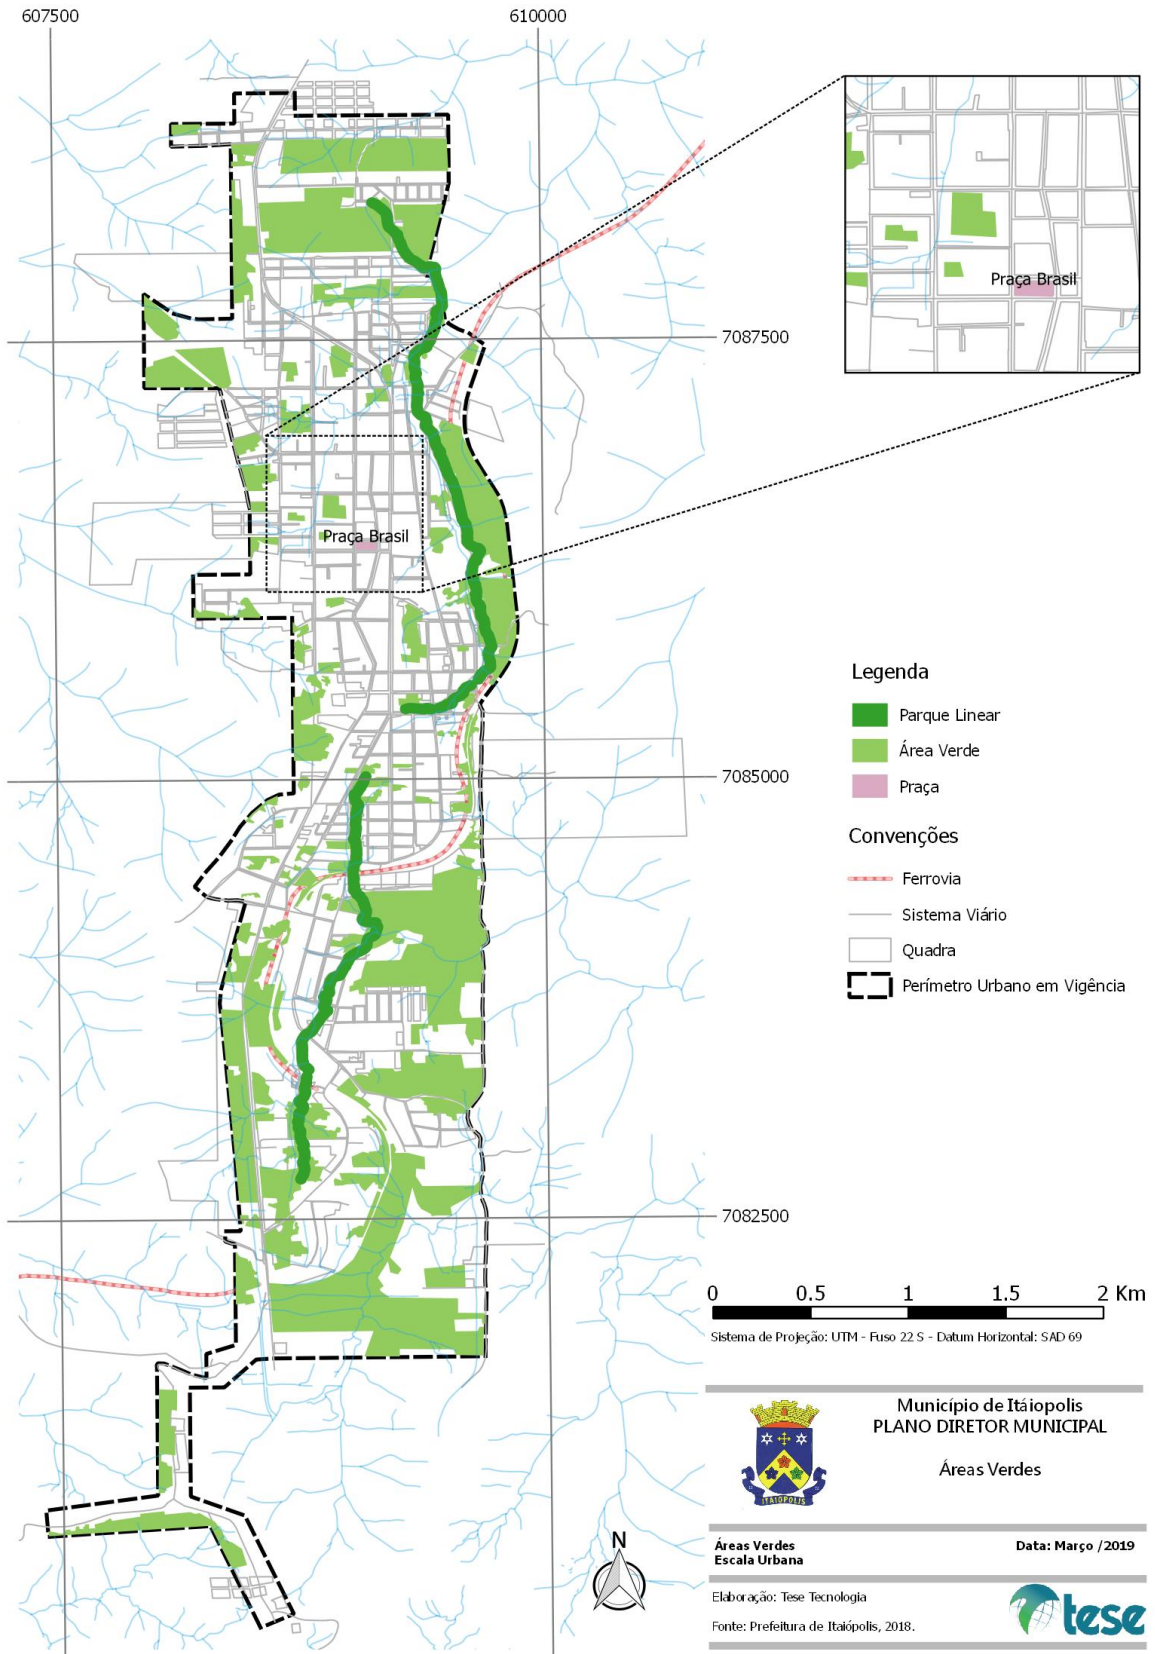 607500
610000
Praça Brasil
7087500
Praça Brasil
Legenda
Parque Linear
Área Verde
7085000
Praça
Convenções
Ferrovia
Sistema Viário
Quadra
Perímetro Urbano em Vigência
7082500
0 0.5 1 1.5 2 Km
Sistema de Projeção: UTM - Fuso 22 S - Datum Horizontal: SAD 69
Município de Itáiopolis
PLANO DIRETOR MUNICIPAL
Áreas Verdes
ITAIÓPOLIS
N
Áreas Verdes
Escala Urbana
Data: Março /2019
Elaboração: Tese Tecnologia
Fonte: Prefeitura de Itaiópolis, 2018.
tese